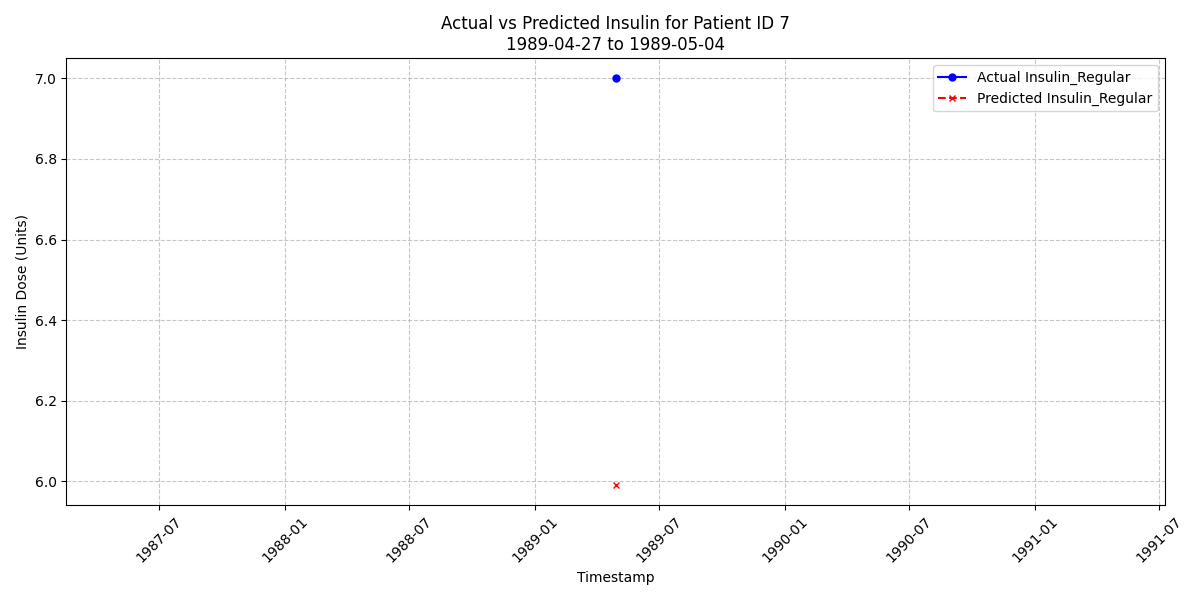 Actual vs Predicted Insulin for Patient ID 7
1989-04-27 to 1989-05-04
Actual Insulin_Regular
Predicted Insulin_Regular
Insulin Dose (Units)
7.0
6.8
6.6
6.4
6.2
6.0
1987-07
1988-01
1988-07
1989-01
1989-07
1990-01
1990-07
1991-01
1991-07
Timestamp